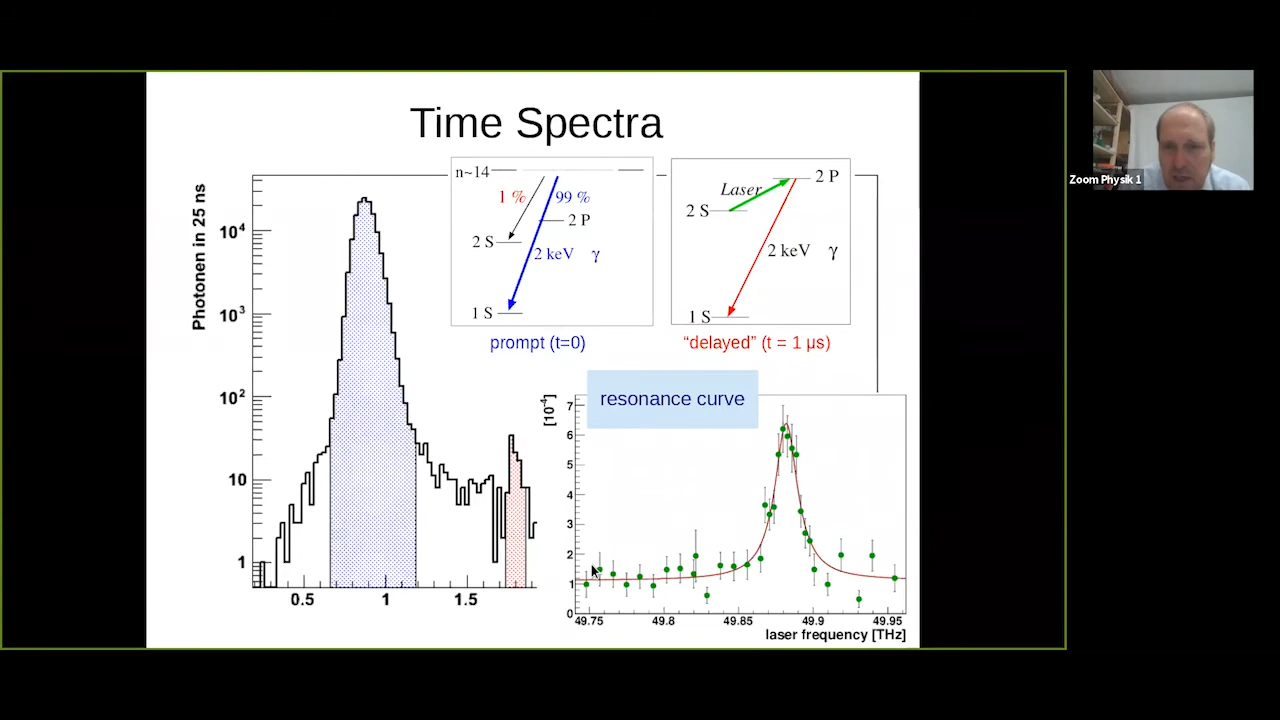 Time Spectra
Photonen in 25 ns
10⁴
10³
10²
10
1
0.5
1
1.5
n~14
1 %
99 %
2 P
2 S
2 keV γ
1 S
prompt (t=0)
Laser
2 P
2 S
2 keV γ
1 S
“delayed” (t = 1 µs)
resonance curve
[10⁻⁴]
7
6
5
4
3
2
1
0
49.75
49.8
49.85
49.9
49.95
laser frequency [THz]
Zoom Physik 1